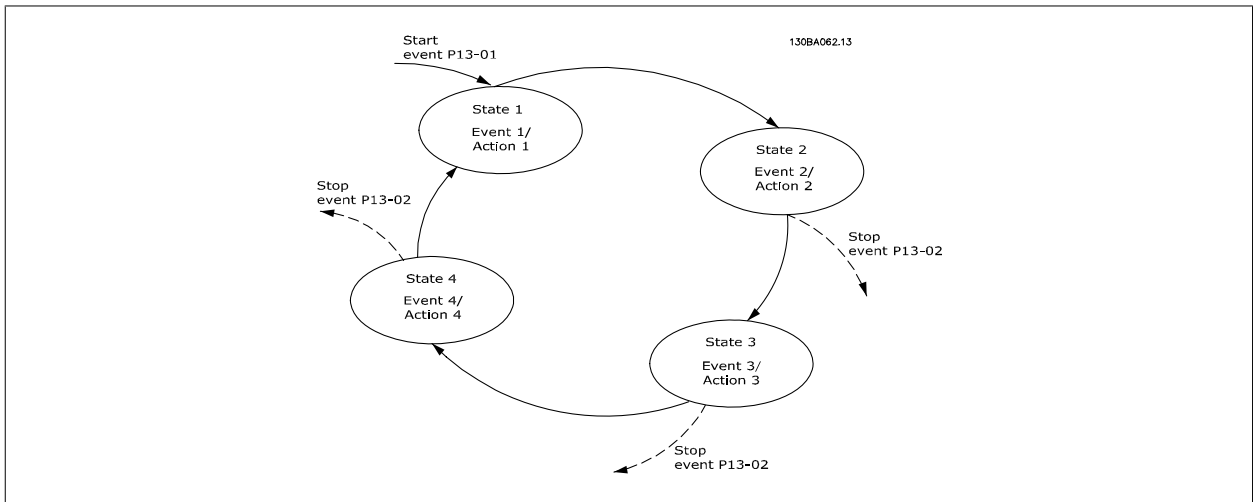 Start
event P13-01
130BA062.13
State 1
Event 1/
Action 1
State 2
Event 2/
Action 2
Stop
event P13-02
Stop
event P13-02
State 4
Event 4/
Action 4
State 3
Event 3/
Action 3
Stop
event P13-02